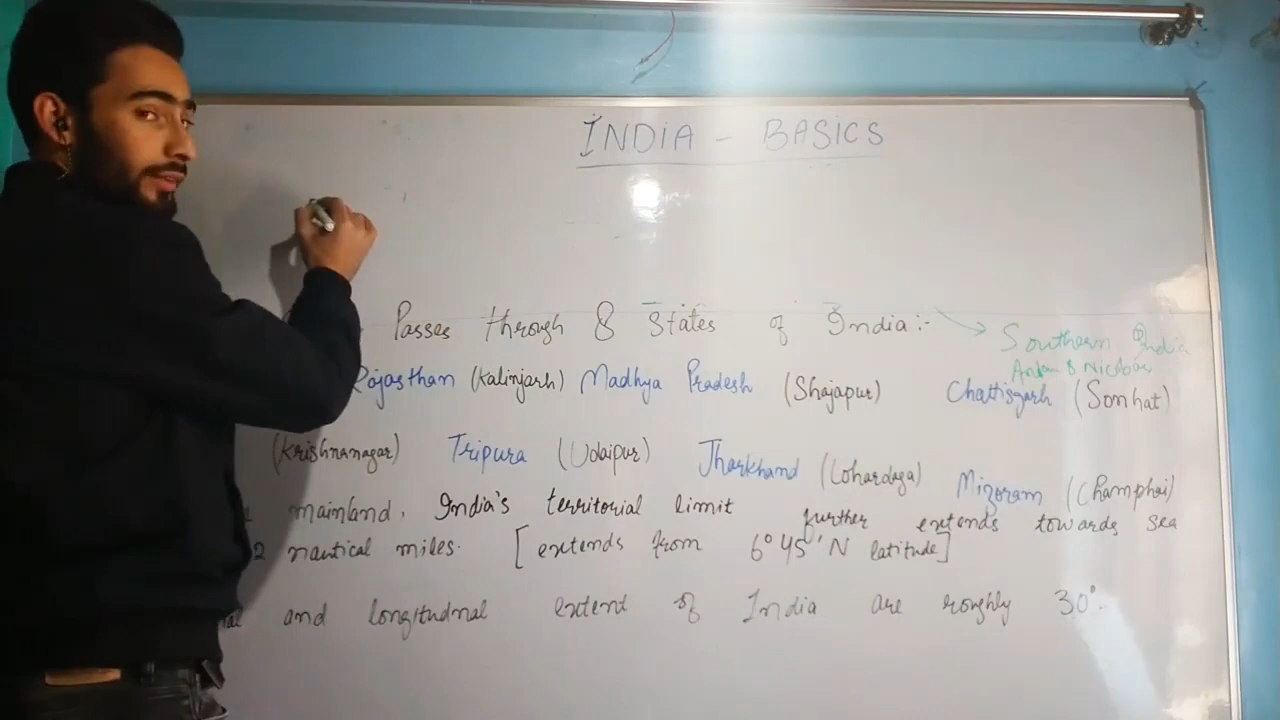 INDIA - BASICS
Passes through 8 states of India:-
Southern India
Rajasthan (Kalinjarh) Madhya Pradesh (Shajapur) Chattisgarh (Sonhat)
(Krishnanagar) Tripura (Udaipur) Jharkhand (Lohardaga) Mizoram (Champhai)
mainland, India's territorial limit further extends towards sea
2 nautical miles. [extends from 6°45'N latitude]
and longitudnal extent of India are roughly 30°.